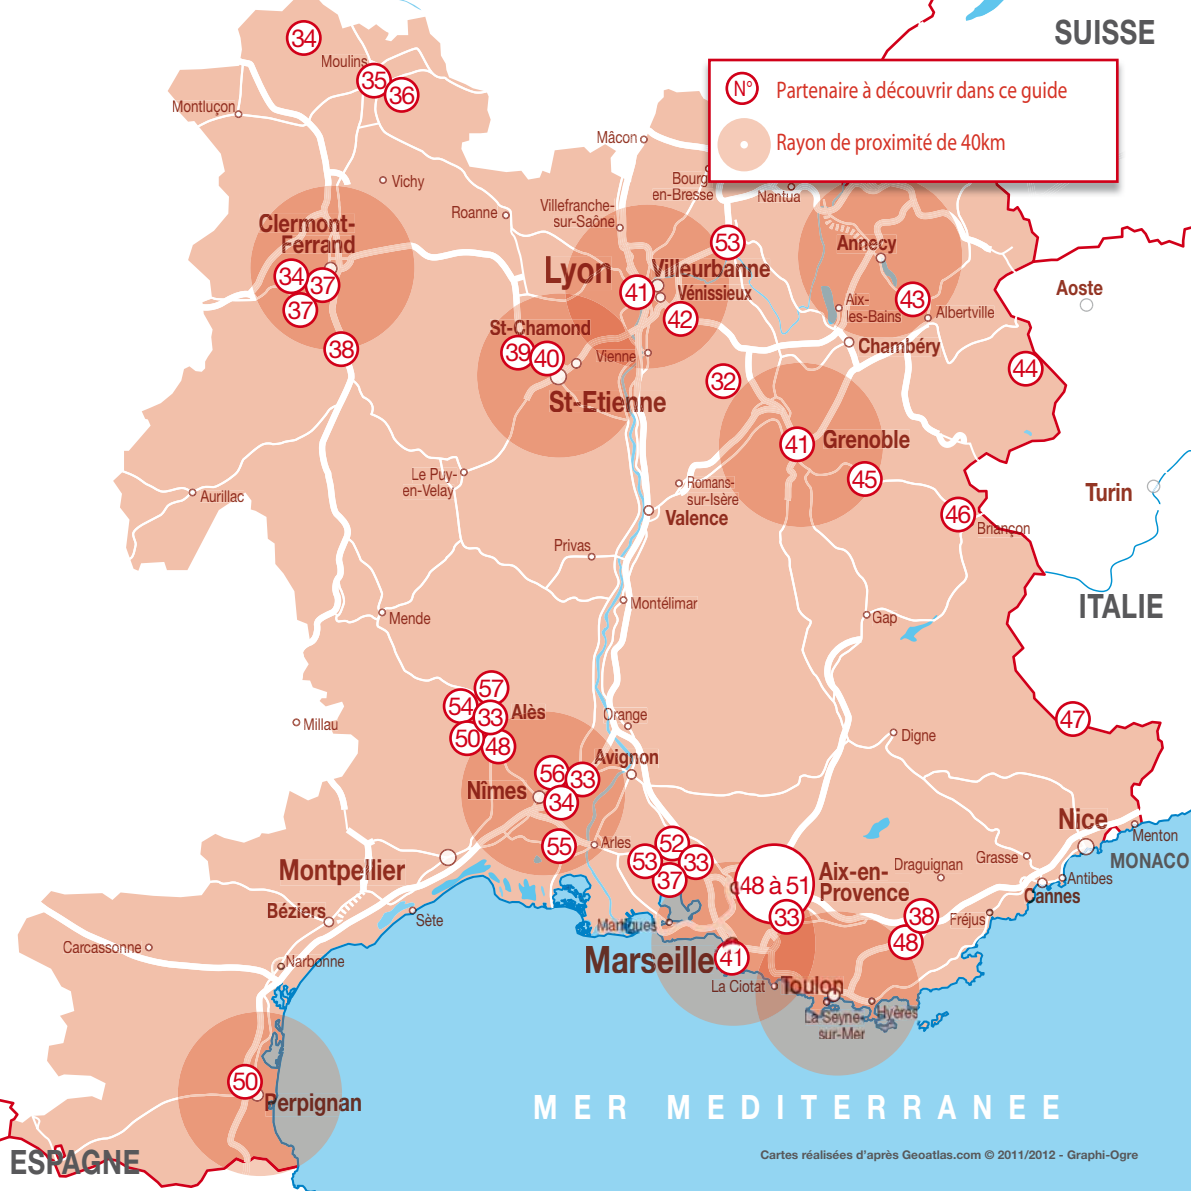 SUISSE
34
Moulins
35
36
N° Partenaire à découvrir dans ce guide
Rayon de proximité de 40km
Montluçon
Mâcon
Vichy
Bourg
en-Bresse
Nantua
Roanne
Villefranche-
sur-Saône
Clermont-
Ferrand
53
Annecy
Lyon
Villeurbanne
34
37
41
Vénissieux
43
Aoste
37
42
Aix-
les-Bains
Albertville
St-Chamond
38
39
40
Vienne
Chambéry
44
32
St-Etienne
41
Grenoble
Le Puy-
en-Velay
45
Romans-
sur-Isère
Aurillac
Turin
Valence
46
Briançon
Privas
Montélimar
ITALIE
Mende
Gap
57
54
33
Alès
Orange
47
Millau
50
48
Digne
Avignon
56
33
Nîmes
34
Nice
Menton
55
Arles
52
MONACO
53
33
Grasse
Montpellier
37
48 à 51
Aix-en-
Provence
Draguignan
Antibes
Cannes
Béziers
Sète
33
38
Fréjus
Martigues
48
Carcassonne
Marseille
41
Narbonne
La Ciotat
Toulon
Hyères
La Seyne-
sur-Mer
50
Perpignan
MER MEDITERRANEE
ESPAGNE
Cartes réalisées d'après Geoatlas.com © 2011/2012 - Graphi-Ogre